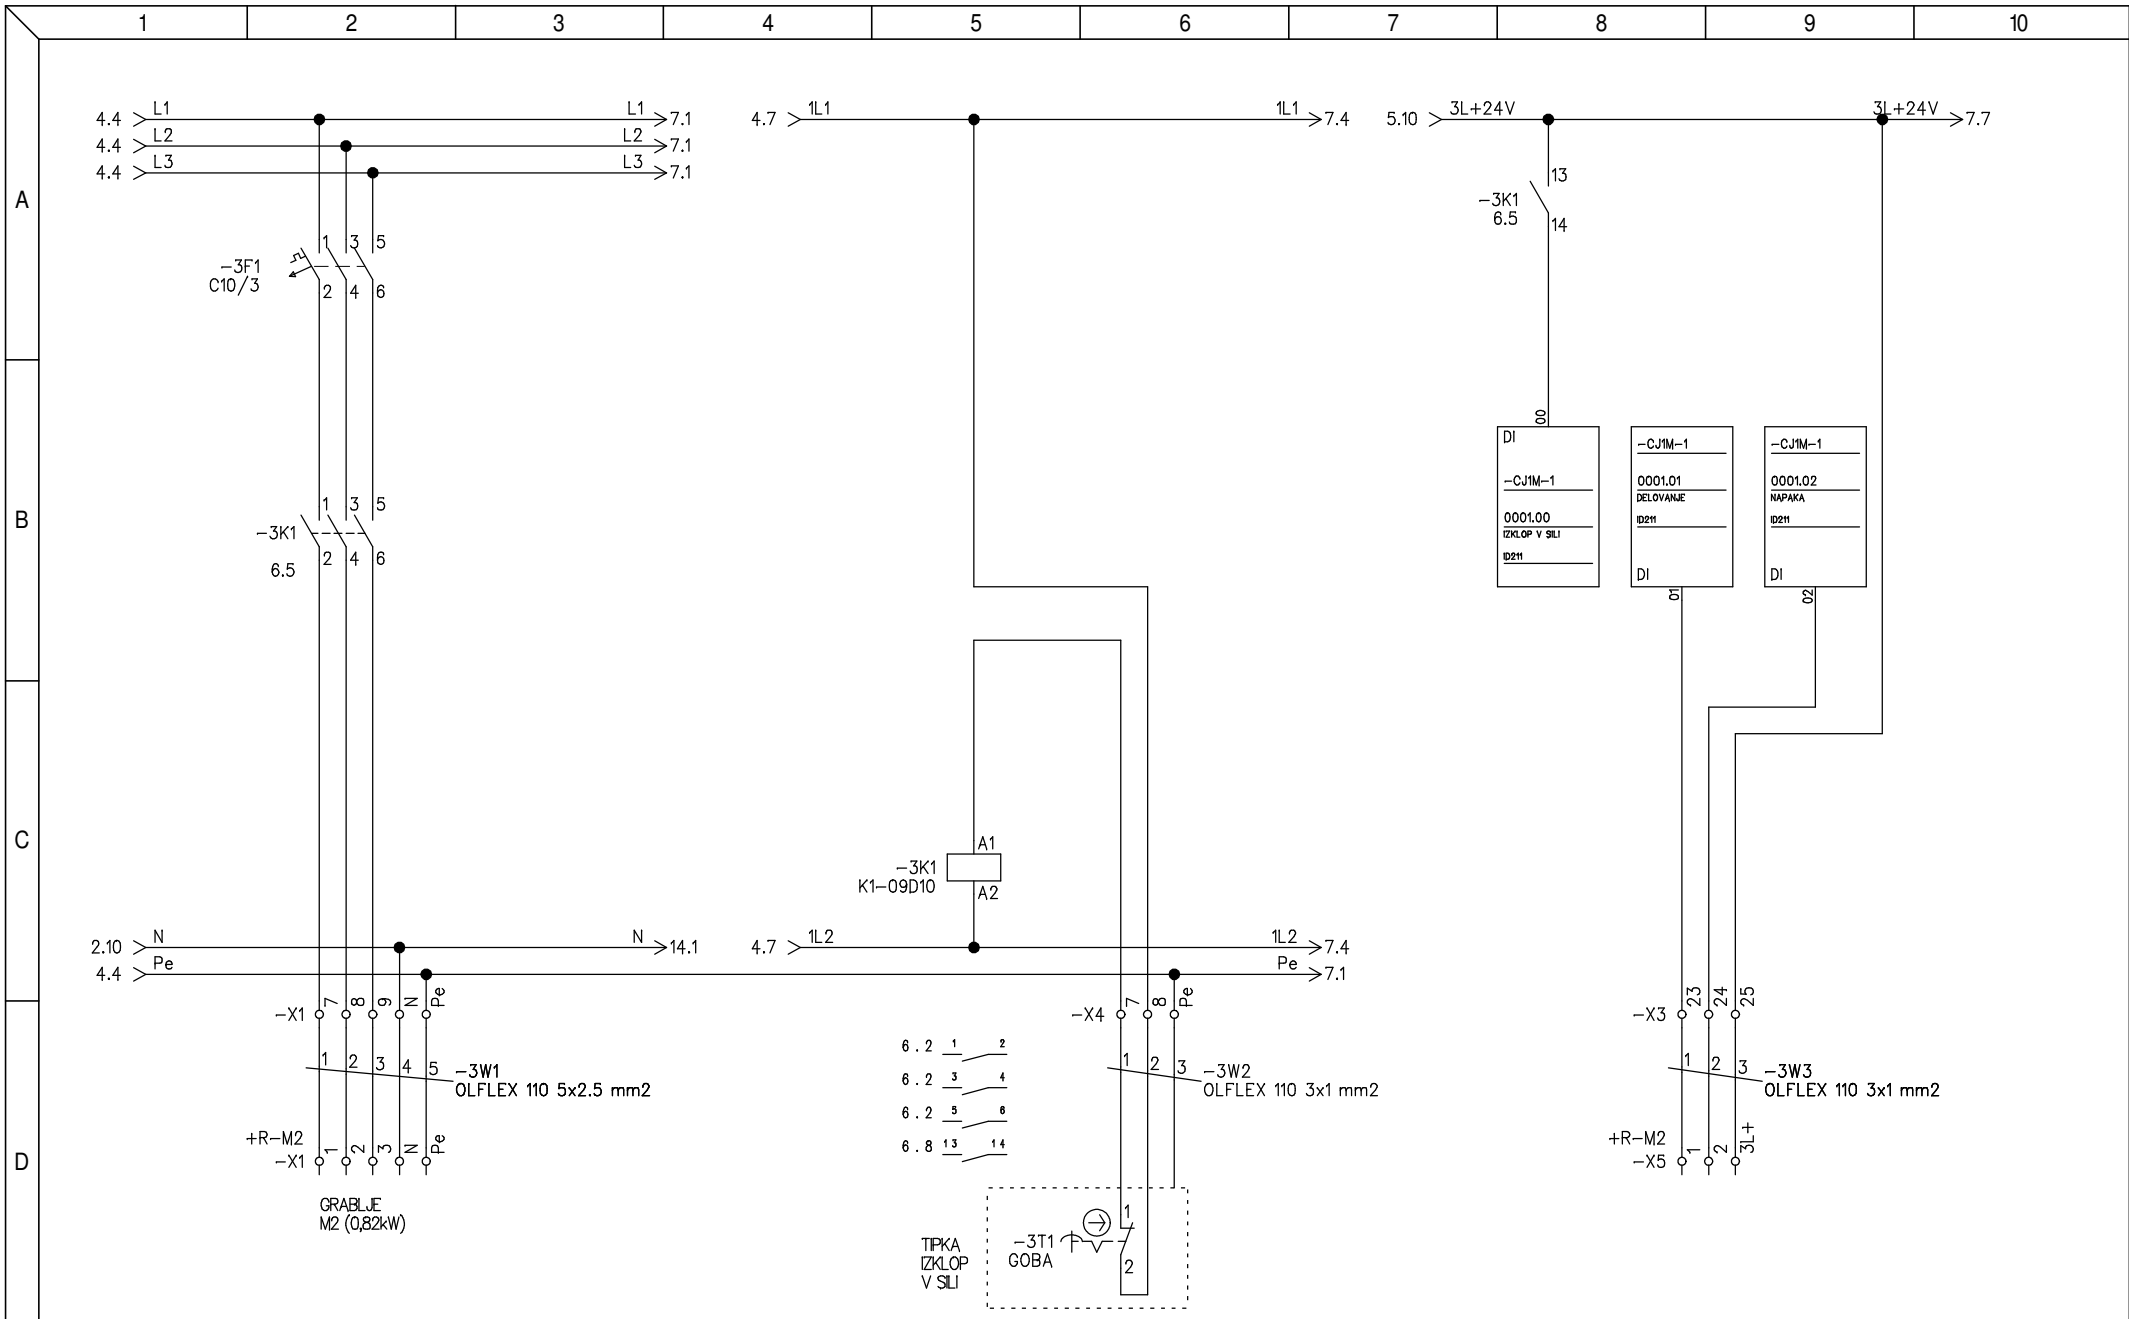 1 2 3 4 5 6 7 8 9 10
A
B
C
D
4.4 L1 L1 7.1
4.4 L2 L2 7.1
4.4 L3 L3 7.1
4.7 1L1 1L1 7.4
5.10 3L+24V 3L+24V 7.7
1 3 5
-3F1
C10/3
2 4 6
13
-3K1
6.5
14
1 3 5
-3K1
2 4 6
6.5
00
DI
-CJ1M-1
0001.00
IZKLOP V SILI
ID211
-CJ1M-1
0001.01
DELOVANJE
ID211
DI
01
-CJ1M-1
0001.02
NAPAKA
ID211
DI
02
A1
-3K1
K1-09D10
A2
2.10 N N 14.1
4.7 1L2 1L2 7.4
4.4 Pe Pe 7.1
-X1 7 8 9 N Pe
1 2 3 4 5 -3W1
OLFLEX 110 5x2.5 mm2
+R-M2
-X1 1 2 3 N Pe
GRABLJE
M2 (0,82kW)
6.2 1 2
6.2 3 4
6.2 5 6
6.8 13 14
-X4 7 8 Pe
1 2 3 -3W2
OLFLEX 110 3x1 mm2
TIPKA
IZKLOP
V SILI
-3T1
GOBA
1
2
-X3 23 24 25
1 2 3 -3W3
OLFLEX 110 3x1 mm2
+R-M2
-X5 1 2 3L+